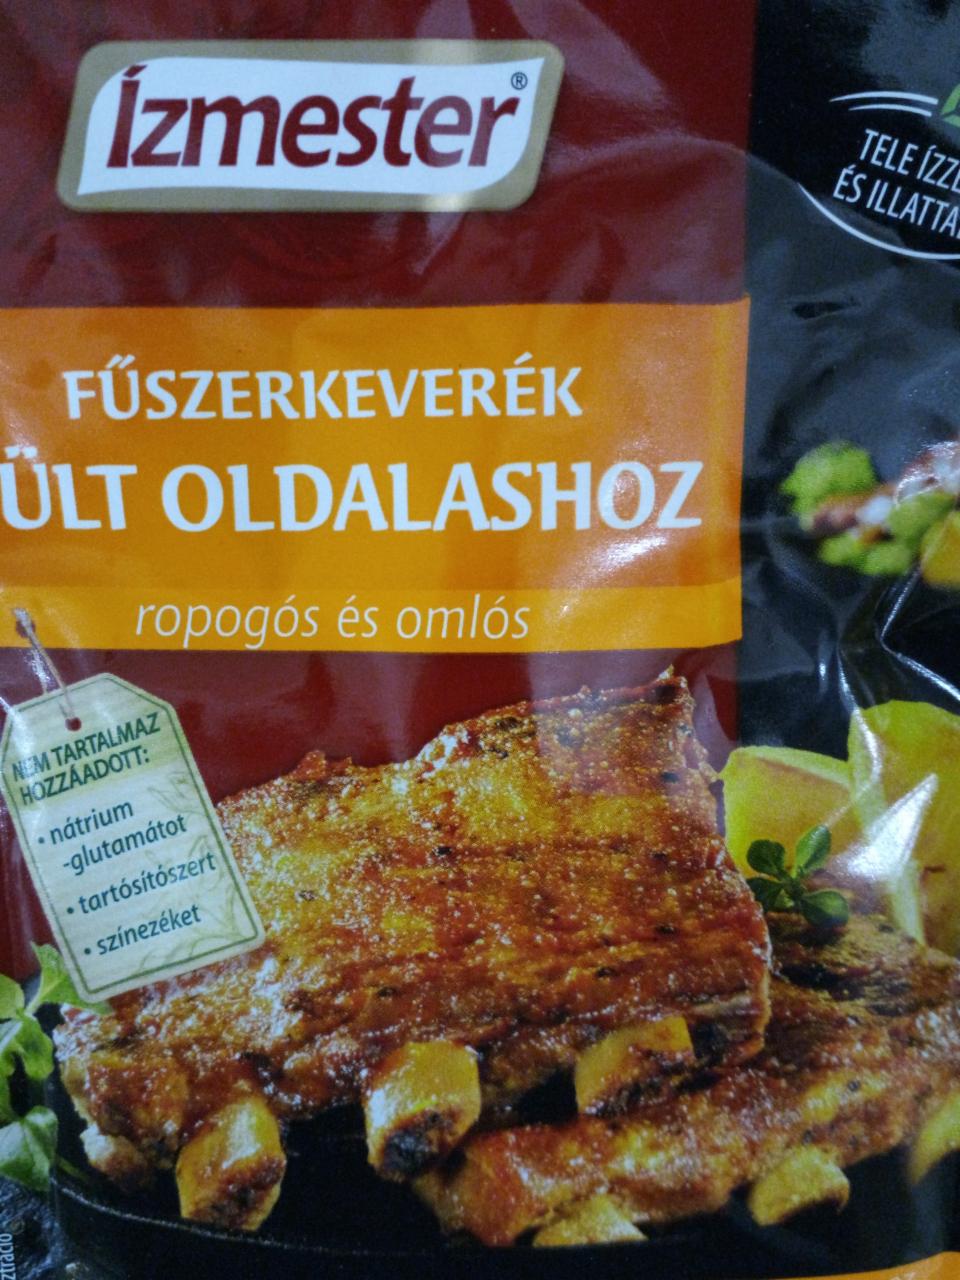 Ízmester®
TELE ÍZZE
ÉS ILLATTA
FŰSZERKEVERÉK
ÜLT OLDALASHOZ
ropogós és omlós
NEM TARTALMAZ
HOZZÁADOTT:
• nátrium
-glutamátot
• tartósítószert
• színezéket